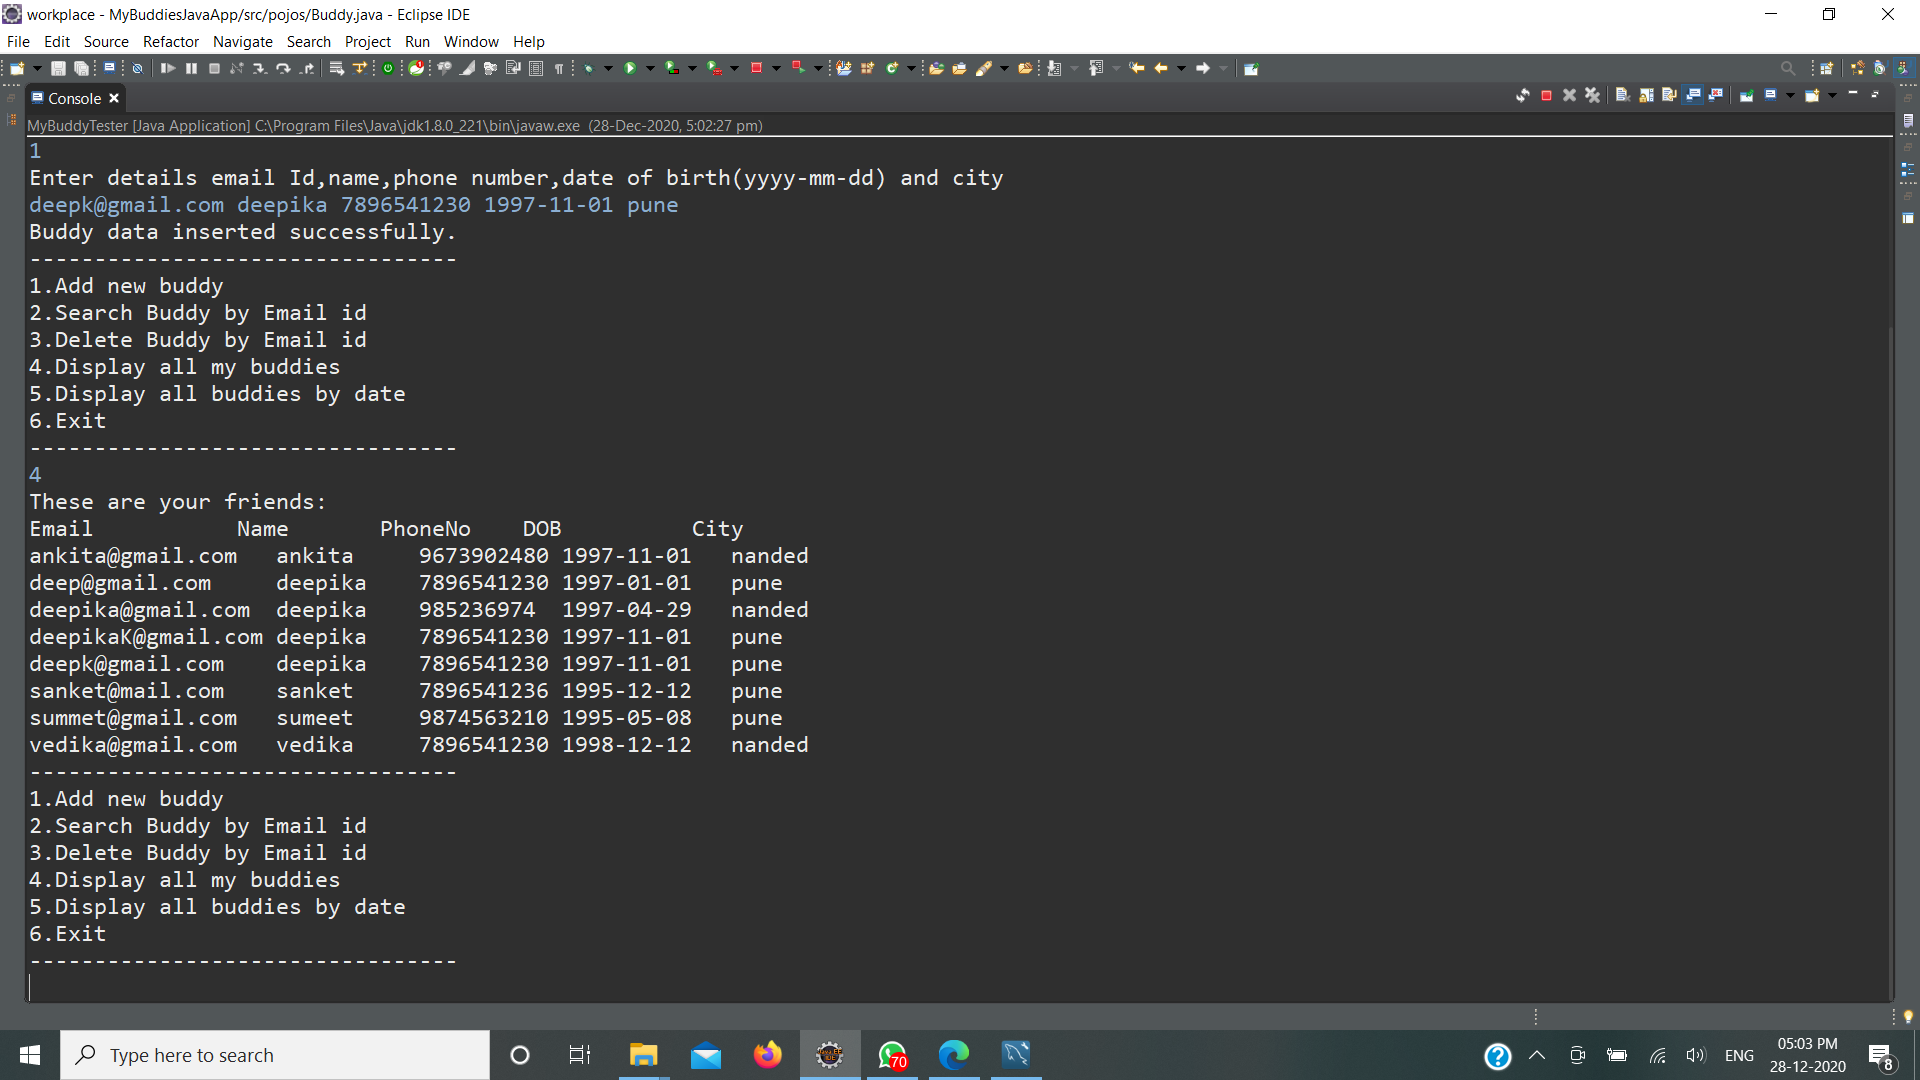 workplace - MyBuddiesJavaApp/src/pojos/Buddy.java - Eclipse IDE
File Edit Source Refactor Navigate Search Project Run Window Help
Console
MyBuddyTester [Java Application] C:\Program Files\Java\jdk1.8.0_221\bin\javaw.exe (28-Dec-2020, 5:02:27 pm)
1
Enter details email Id,name,phone number,date of birth(yyyy-mm-dd) and city
deepk@gmail.com deepika 7896541230 1997-11-01 pune
Buddy data inserted successfully.
---------------------------------
1.Add new buddy
2.Search Buddy by Email id
3.Delete Buddy by Email id
4.Display all my buddies
5.Display all buddies by date
6.Exit
---------------------------------
4
These are your friends:
Email Name PhoneNo DOB City
ankita@gmail.com ankita 9673902480 1997-11-01 nanded
deep@gmail.com deepika 7896541230 1997-01-01 pune
deepika@gmail.com deepika 985236974 1997-04-29 nanded
deepikaK@gmail.com deepika 7896541230 1997-11-01 pune
deepk@gmail.com deepika 7896541230 1997-11-01 pune
sanket@mail.com sanket 7896541236 1995-12-12 pune
summet@gmail.com sumeet 9874563210 1995-05-08 pune
vedika@gmail.com vedika 7896541230 1998-12-12 nanded
---------------------------------
1.Add new buddy
2.Search Buddy by Email id
3.Delete Buddy by Email id
4.Display all my buddies
5.Display all buddies by date
6.Exit
---------------------------------
Type here to search
70
ENG
05:03 PM
28-12-2020
8